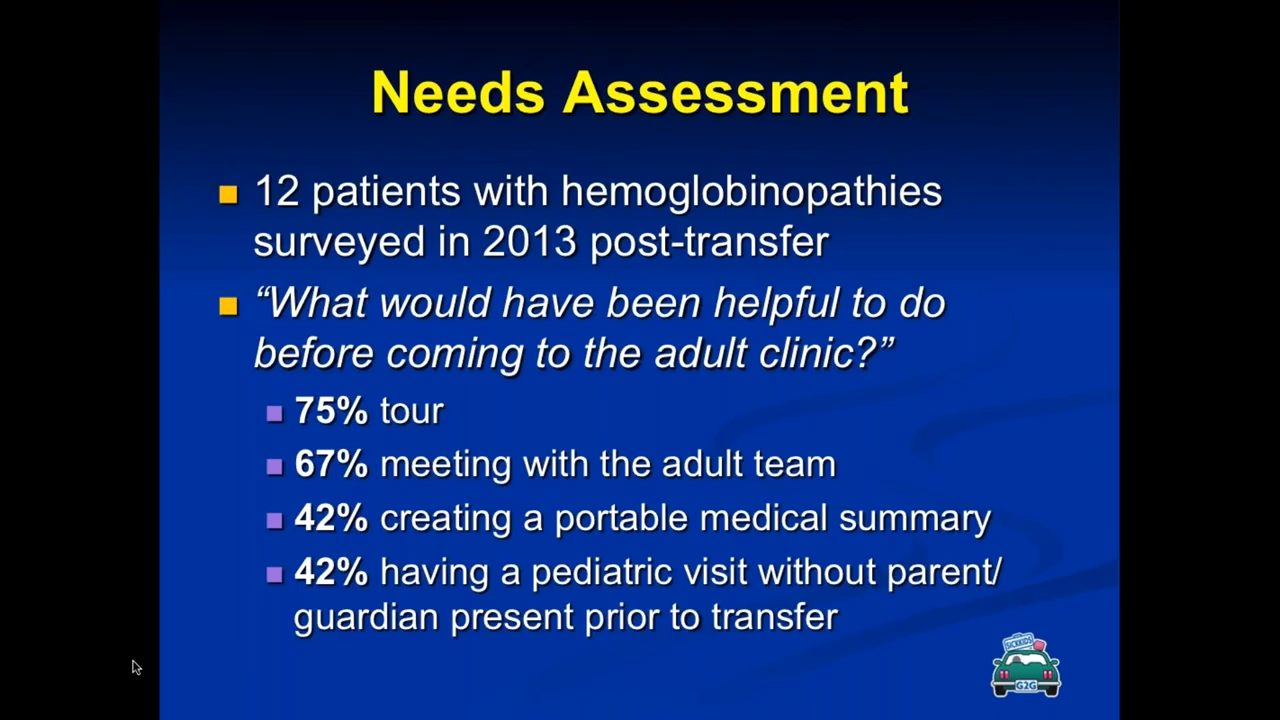 Needs Assessment
12 patients with hemoglobinopathies
surveyed in 2013 post-transfer
“What would have been helpful to do
before coming to the adult clinic?”
75% tour
67% meeting with the adult team
42% creating a portable medical summary
42% having a pediatric visit without parent/
guardian present prior to transfer
SICKKIDS
G2G